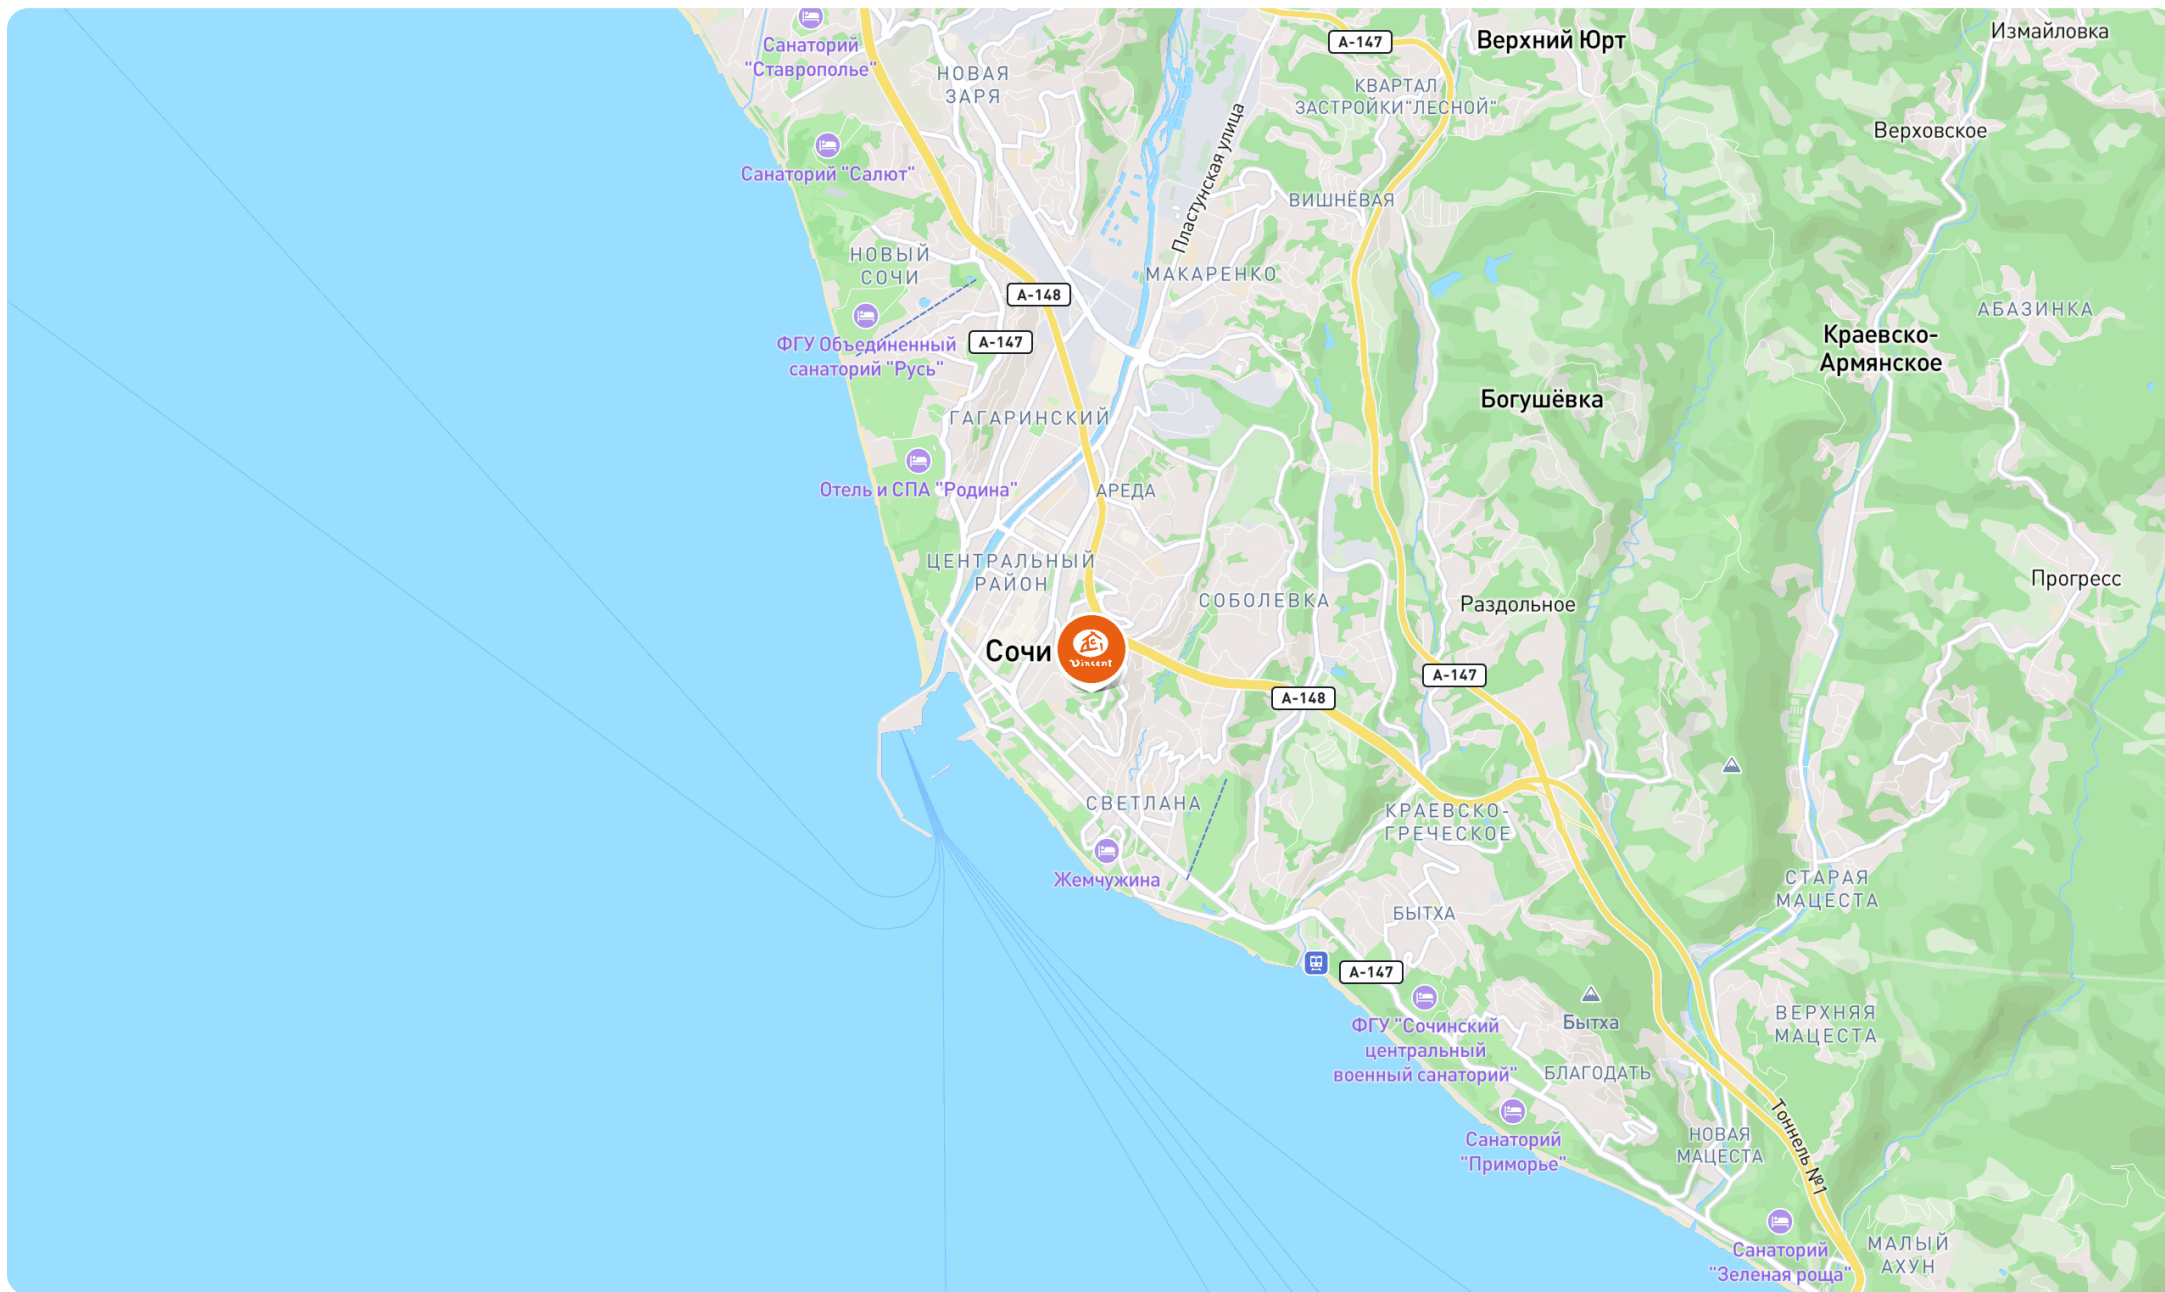 Санаторий
"Ставрополье"
НОВАЯ
ЗАРЯ
А-147
Верхний Юрт
Измайловка
КВАРТАЛ
ЗАСТРОЙКИ"ЛЕСНОЙ"
Верховское
Санаторий "Салют"
Пластунская улица
ВИШНЁВАЯ
НОВЫЙ
СОЧИ
МАКАРЕНКО
А-148
АБАЗИНКА
ФГУ Объединенный
санаторий "Русь"
А-147
Краевско-
Армянское
Богушёвка
ГАГАРИНСКИЙ
Отель и СПА "Родина"
АРЕДА
ЦЕНТРАЛЬНЫЙ
РАЙОН
СОБОЛЕВКА
Раздольное
Прогресс
Сочи
Vincent
А-147
А-148
СВЕТЛАНА
КРАЕВСКО-
ГРЕЧЕСКОЕ
Жемчужина
СТАРАЯ
МАЦЕСТА
БЫТХА
А-147
ФГУ "Сочинский
центральный
военный санаторий"
Бытха
ВЕРХНЯЯ
МАЦЕСТА
БЛАГОДАТЬ
Санаторий
"Приморье"
НОВАЯ
МАЦЕСТА
Тоннель №1
Санаторий
"Зеленая роща"
МАЛЫЙ
АХУН